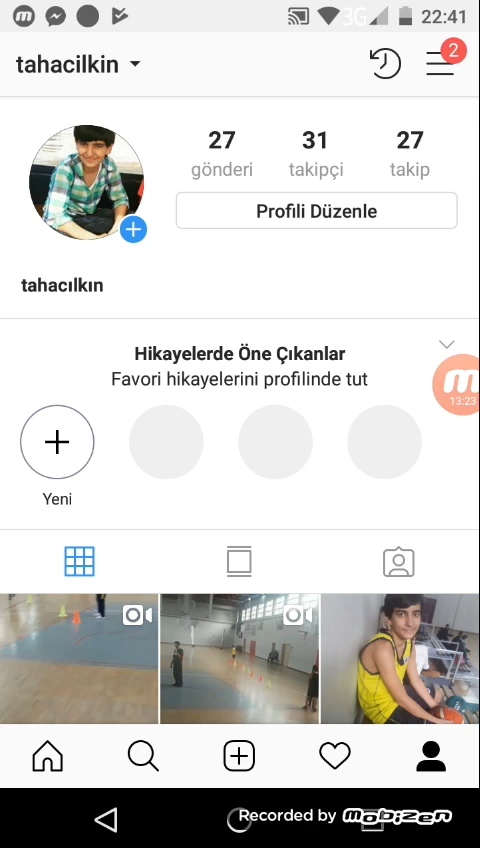 3G 22:41
tahacilkin
2
27 31 27
gönderi takipçi takip
Profili Düzenle
tahacılkın
Hikayelerde Öne Çıkanlar
Favori hikayelerini profilinde tut
m
13:23
Yeni
Recorded by Mobizen